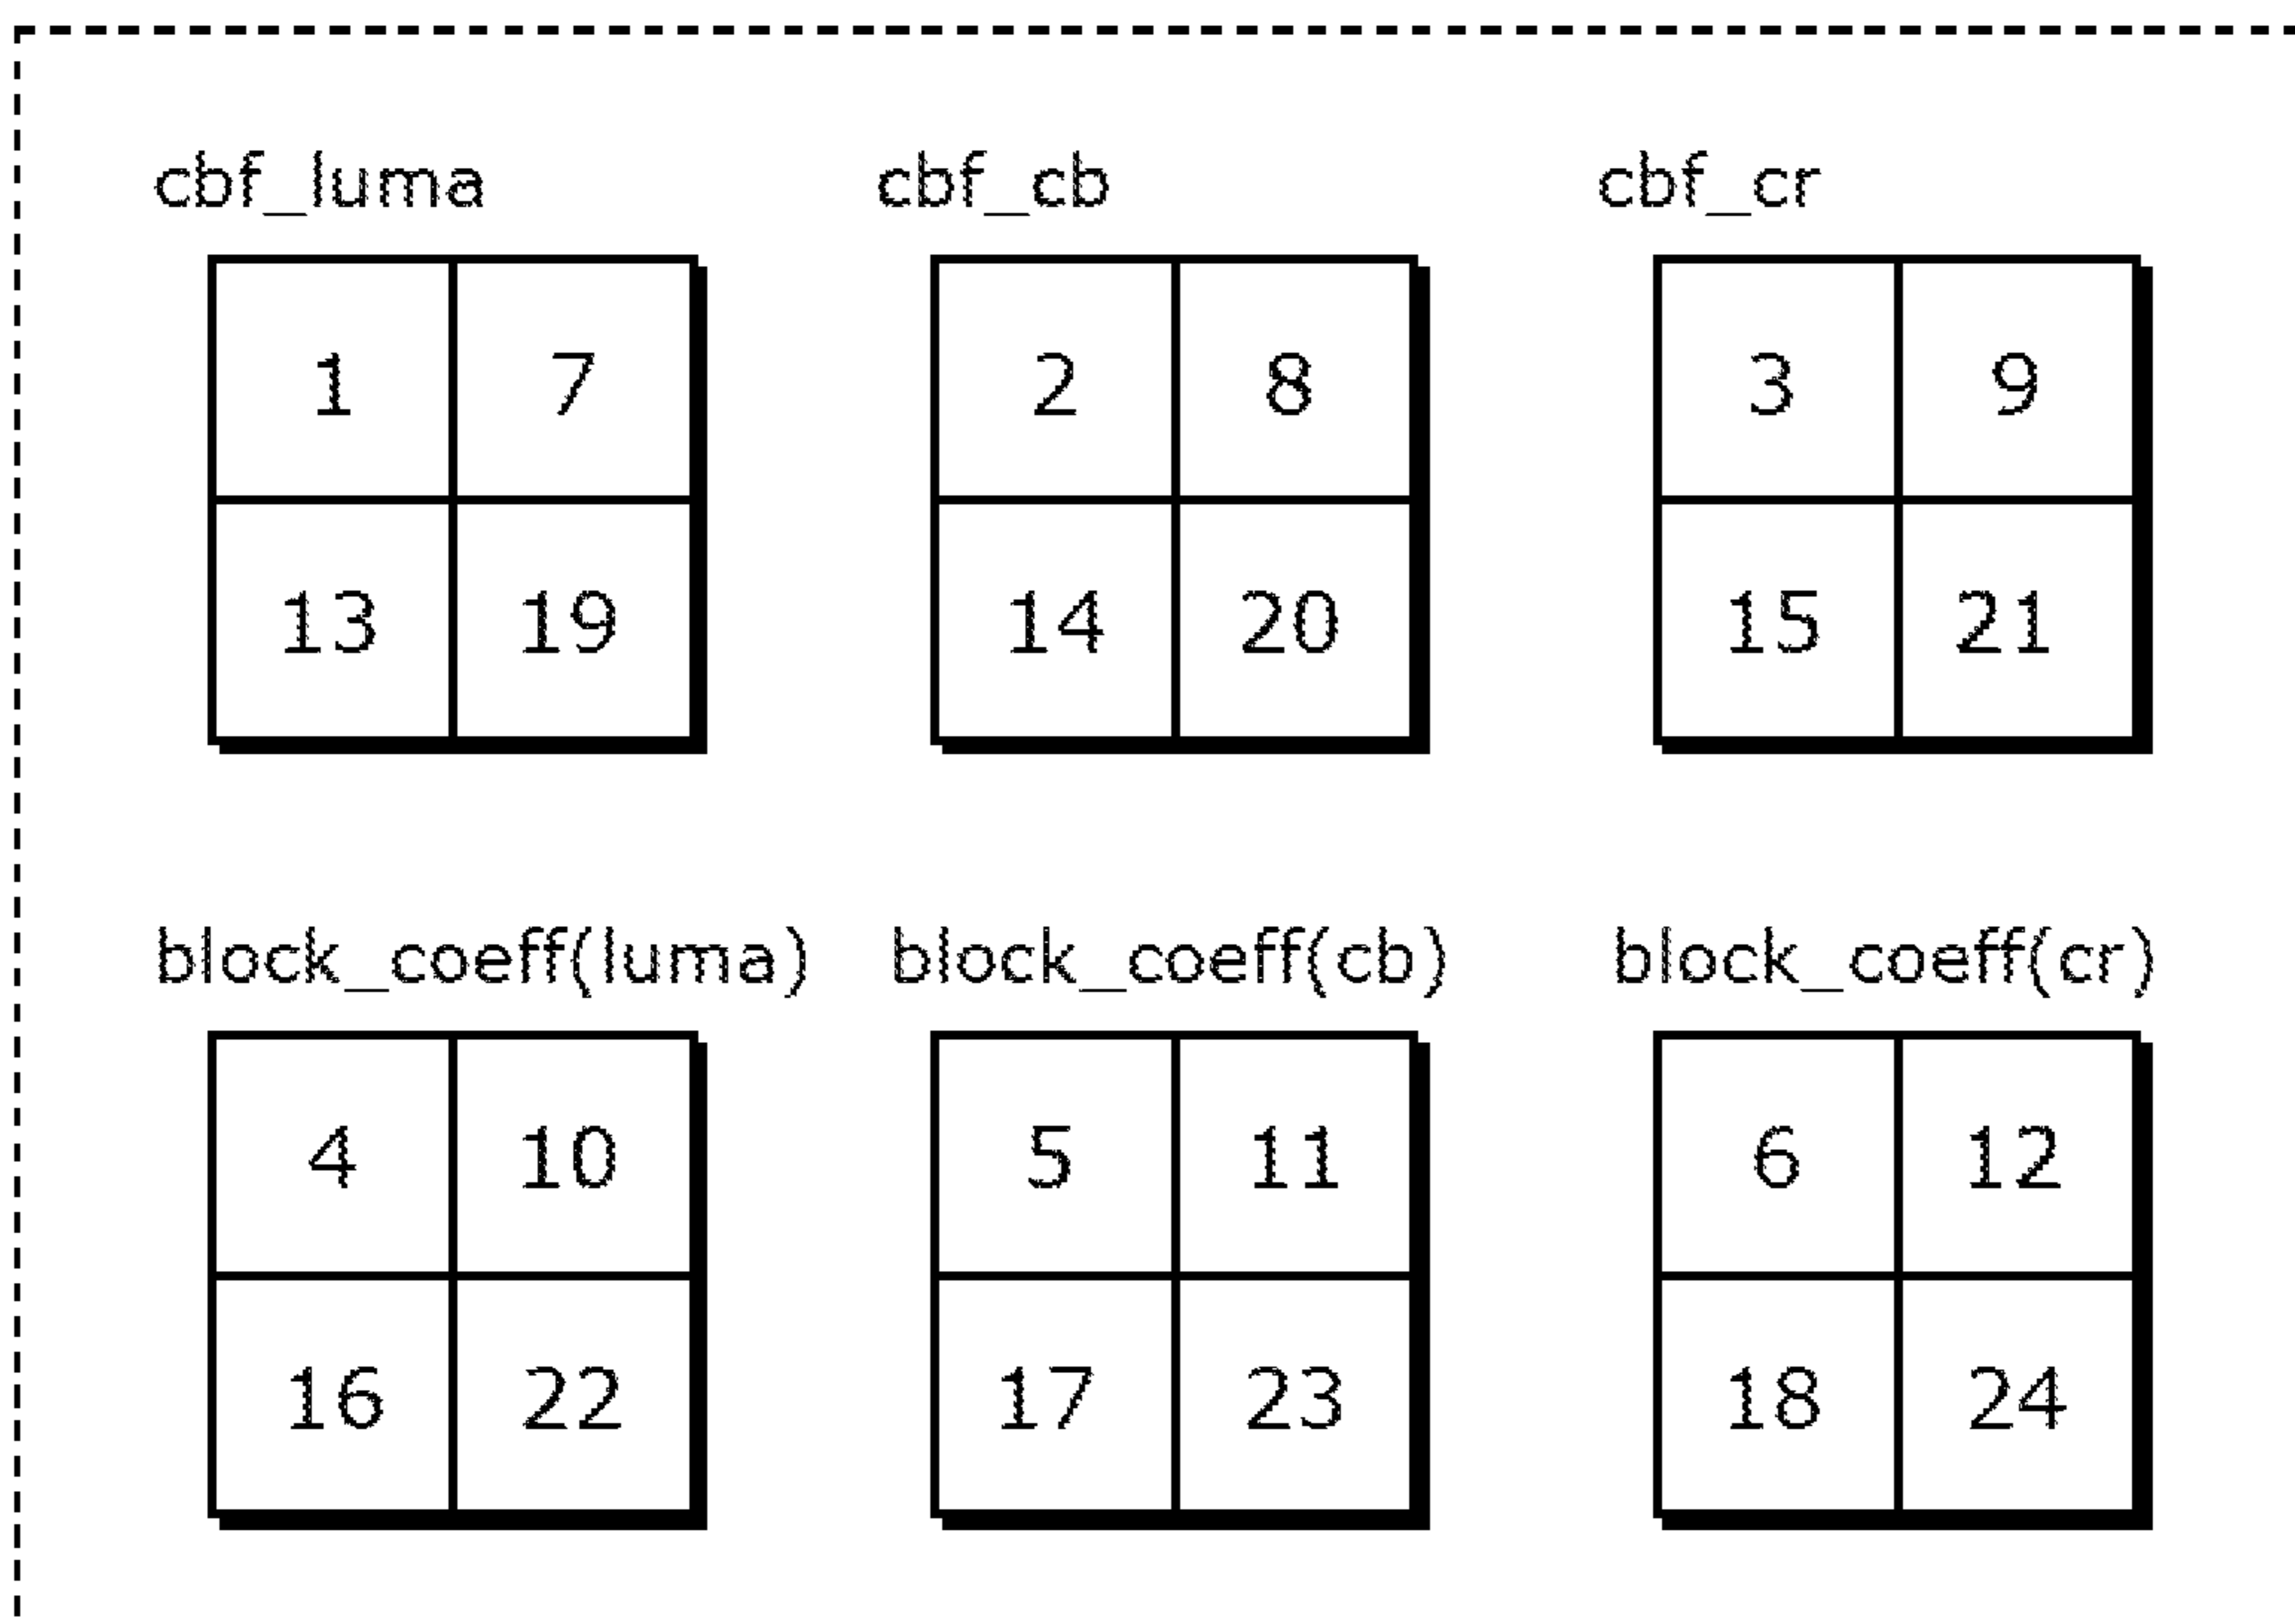 cbf_luma cbf_cb cbf_cr
1 7 2 8 3 9
13 19 14 20 15 21
block_coeff(luma) block_coeff(cb) block_coeff(cr)
4 10 5 11 6 12
16 22 17 23 18 24